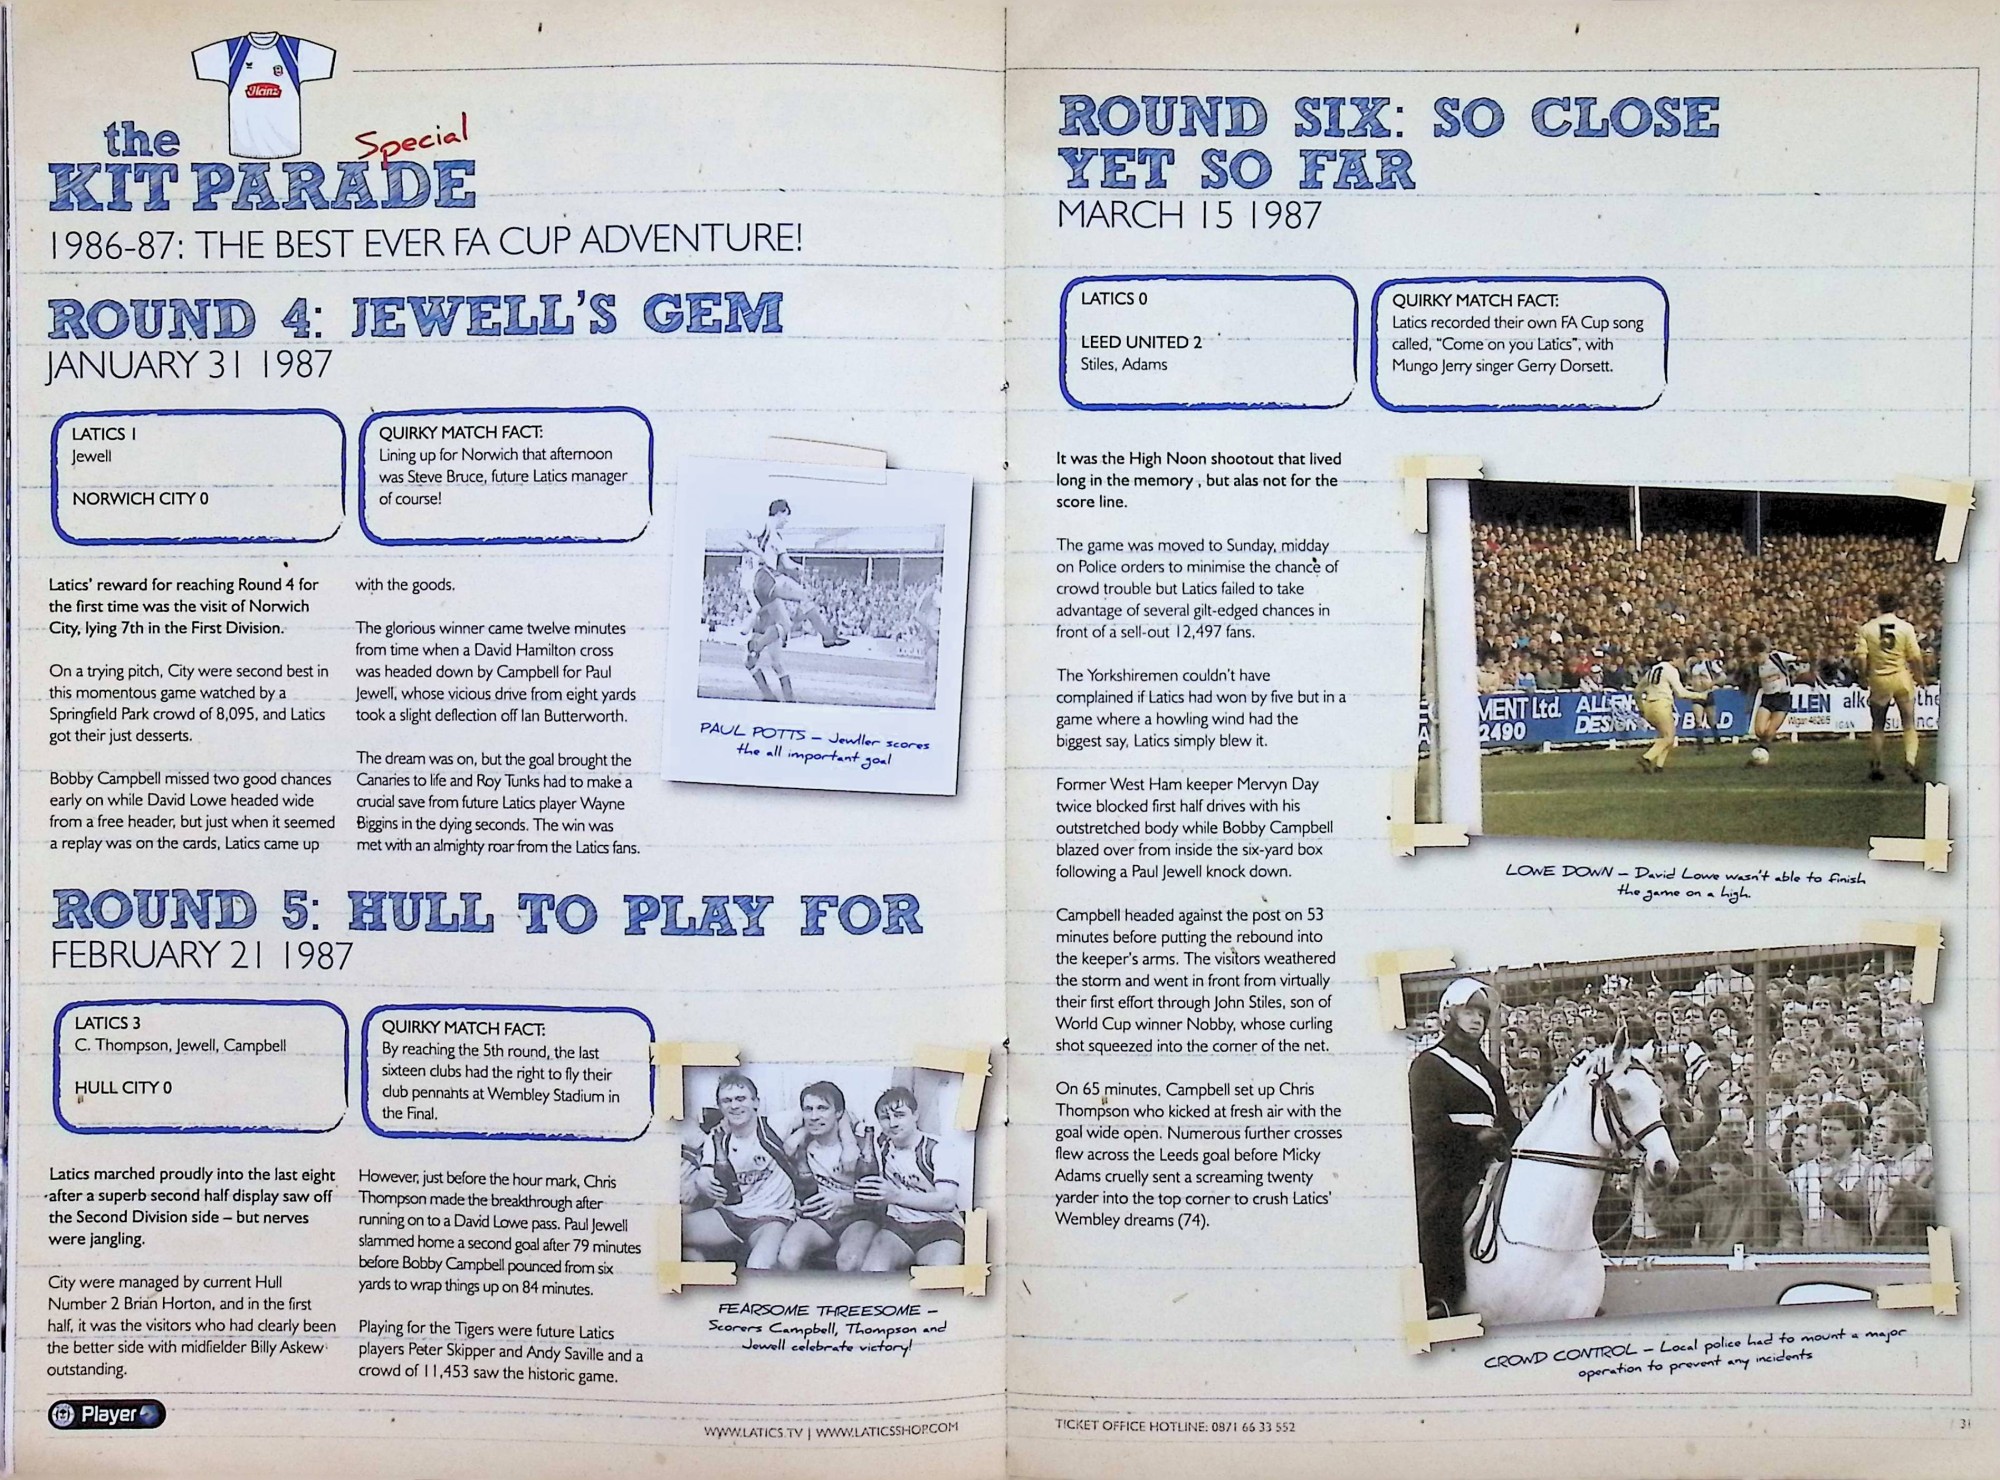 Heinz
the
KIT PARADE
Special
1986-87: THE BEST EVER FA CUP ADVENTURE!
ROUND 4: JEWELL'S GEM
JANUARY 31 1987
LATICS 1
Jewell
NORWICH CITY 0
QUIRKY MATCH FACT:
Lining up for Norwich that afternoon
was Steve Bruce, future Latics manager
of course!
Latics' reward for reaching Round 4 for
the first time was the visit of Norwich
City, lying 7th in the First Division.
On a trying pitch, City were second best in
this momentous game watched by a
Springfield Park crowd of 8,095, and Latics
got their just desserts.
Bobby Campbell missed two good chances
early on while David Lowe headed wide
from a free header, but just when it seemed
a replay was on the cards, Latics came up
with the goods.
The glorious winner came twelve minutes
from time when a David Hamilton cross
was headed down by Campbell for Paul
Jewell, whose vicious drive from eight yards
took a slight deflection off Ian Butterworth.
The dream was on, but the goal brought the
Canaries to life and Roy Tunks had to make a
crucial save from future Latics player Wayne
Biggins in the dying seconds. The win was
met with an almighty roar from the Latics fans.
PAUL POTTS – Jewller scores
the all important goal
ROUND 5: HULL TO PLAY FOR
FEBRUARY 21 1987
LATICS 3
C. Thompson, Jewell, Campbell
HULL CITY 0
QUIRKY MATCH FACT:
By reaching the 5th round, the last
sixteen clubs had the right to fly their
club pennants at Wembley Stadium in
the Final.
Latics marched proudly into the last eight
after a superb second half display saw off
the Second Division side – but nerves
were jangling.
City were managed by current Hull
Number 2 Brian Horton, and in the first
half, it was the visitors who had clearly been
the better side with midfielder Billy Askew
outstanding.
However, just before the hour mark, Chris
Thompson made the breakthrough after
running on to a David Lowe pass. Paul Jewell
slammed home a second goal after 79 minutes
before Bobby Campbell pounced from six
yards to wrap things up on 84 minutes.
Playing for the Tigers were future Latics
players Peter Skipper and Andy Saville and a
crowd of 11,453 saw the historic game.
FEARSOME THREESOME –
Scorers Campbell, Thompson and
Jewell celebrate victory!
Player
WWW.LATICS.TV | WWW.LATICSSHOP.COM
ROUND SIX: SO CLOSE
YET SO FAR
MARCH 15 1987
LATICS 0
LEED UNITED 2
Stiles, Adams
QUIRKY MATCH FACT:
Latics recorded their own FA Cup song
called, "Come on you Latics", with
Mungo Jerry singer Gerry Dorsett.
It was the High Noon shootout that lived
long in the memory , but alas not for the
score line.
The game was moved to Sunday, midday
on Police orders to minimise the chance of
crowd trouble but Latics failed to take
advantage of several gilt-edged chances in
front of a sell-out 12,497 fans.
The Yorkshiremen couldn't have
complained if Latics had won by five but in a
game where a howling wind had the
biggest say, Latics simply blew it.
Former West Ham keeper Mervyn Day
twice blocked first half drives with his
outstretched body while Bobby Campbell
blazed over from inside the six-yard box
following a Paul Jewell knock down.
Campbell headed against the post on 53
minutes before putting the rebound into
the keeper's arms. The visitors weathered
the storm and went in front from virtually
their first effort through John Stiles, son of
World Cup winner Nobby, whose curling
shot squeezed into the corner of the net.
On 65 minutes, Campbell set up Chris
Thompson who kicked at fresh air with the
goal wide open. Numerous further crosses
flew across the Leeds goal before Micky
Adams cruelly sent a screaming twenty
yarder into the top corner to crush Latics'
Wembley dreams (74).
MENT Ltd.
2490
ALLEN
DESIGN
LLEN
5
10
LOWE DOWN – David Lowe wasn't able to finish
the game on a high.
CROWD CONTROL – Local police had to mount a major
operation to prevent any incidents
TICKET OFFICE HOTLINE: 0871 66 33 552
31